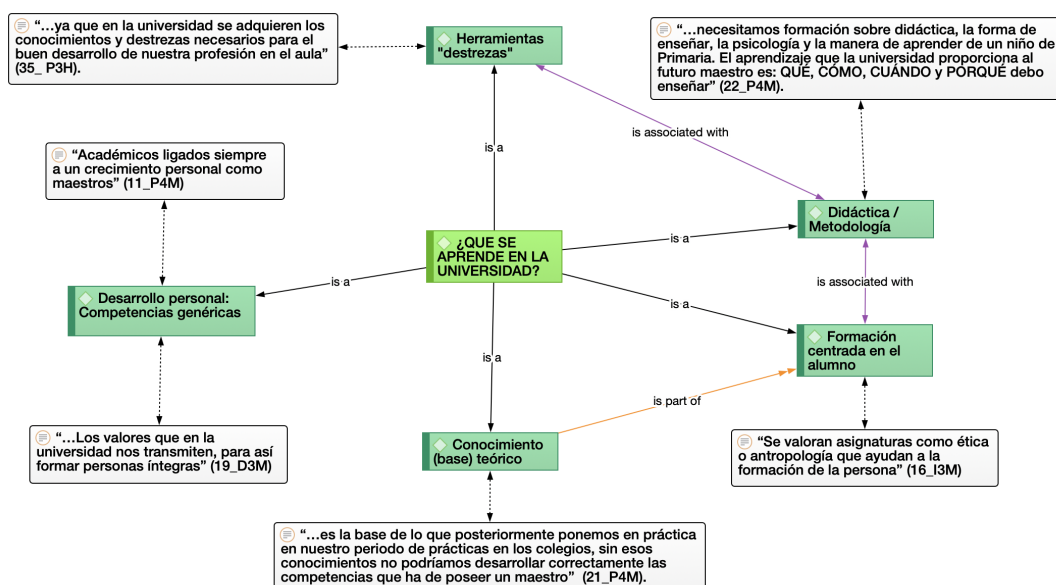 “…ya que en la universidad se adquieren los
conocimientos y destrezas necesarios para el
buen desarrollo de nuestra profesión en el aula”
(35_ P3H).
Herramientas
"destrezas"
“…necesitamos formación sobre didáctica, la forma de
enseñar, la psicología y la manera de aprender de un niño de
Primaria. El aprendizaje que la universidad proporciona al
futuro maestro es: QUÉ, CÓMO, CUÁNDO y PORQUÉ debo
enseñar” (22_P4M).
is associated with
is a
“Académicos ligados siempre
a un crecimiento personal como
maestros” (11_P4M)
Didáctica /
Metodología
¿QUE SE
APRENDE EN LA
UNIVERSIDAD?
is a
is a
is associated with
Desarrollo personal:
Competencias genéricas
is a
Formación
centrada en el
alumno
is a
is part of
“…Los valores que en la
universidad nos transmiten, para así
formar personas íntegras” (19_D3M)
Conocimiento
(base) teórico
“Se valoran asignaturas como ética
o antropología que ayudan a la
formación de la persona” (16_I3M)
“…es la base de lo que posteriormente ponemos en práctica
en nuestro periodo de prácticas en los colegios, sin esos
conocimientos no podríamos desarrollar correctamente las
competencias que ha de poseer un maestro” (21_P4M).